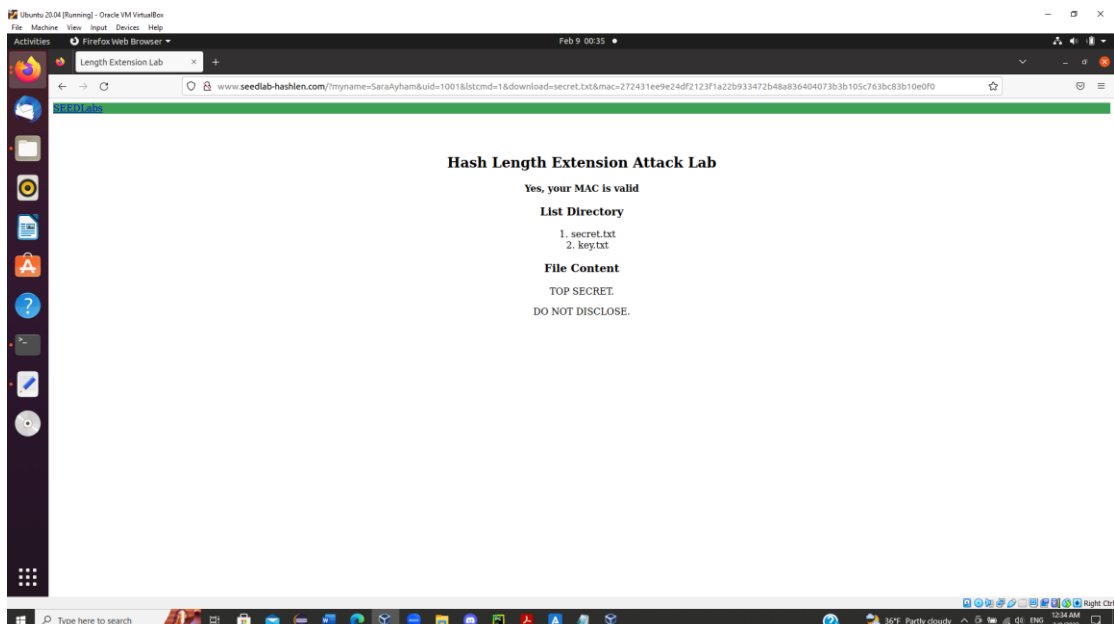 Ubuntu 20.04 [Running] - Oracle VM VirtualBox
File Machine View Input Devices Help
Activities Firefox Web Browser Feb 9 00:35
Length Extension Lab
www.seedlab-hashlen.com/?myname=SaraAyham&uid=1001&lstcmd=1&download=secret.txt&mac=272431ee9e24df2123f1a22b933472b48a836404073b3b105c763bc83b10e0f0
SEEDLabs
Hash Length Extension Attack Lab
Yes, your MAC is valid
List Directory
1. secret.txt
2. key.txt
File Content
TOP SECRET.
DO NOT DISCLOSE.
Right Ctrl
Type here to search 36°F Partly cloudy ENG 12:34 AM